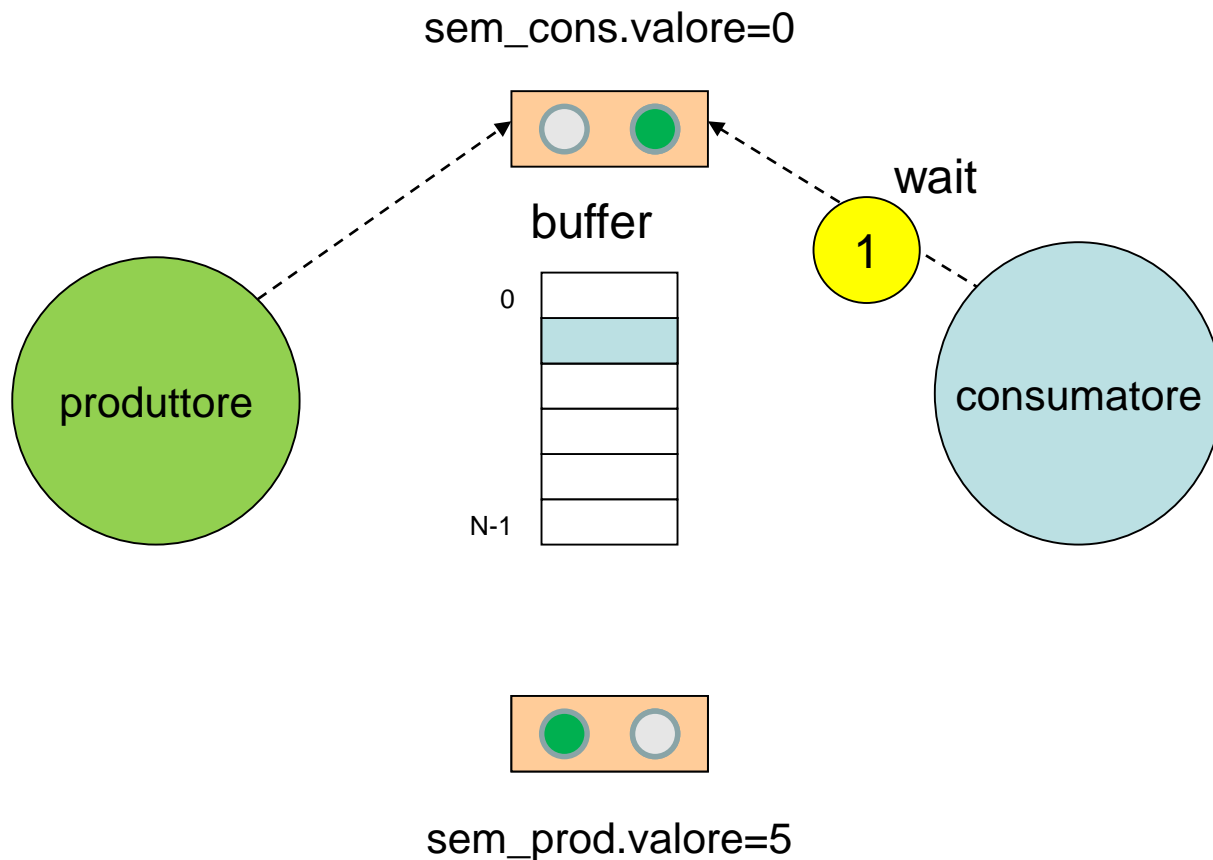 sem_cons.valore=0
wait
buffer
1
0
produttore
consumatore
N-1
sem_prod.valore=5